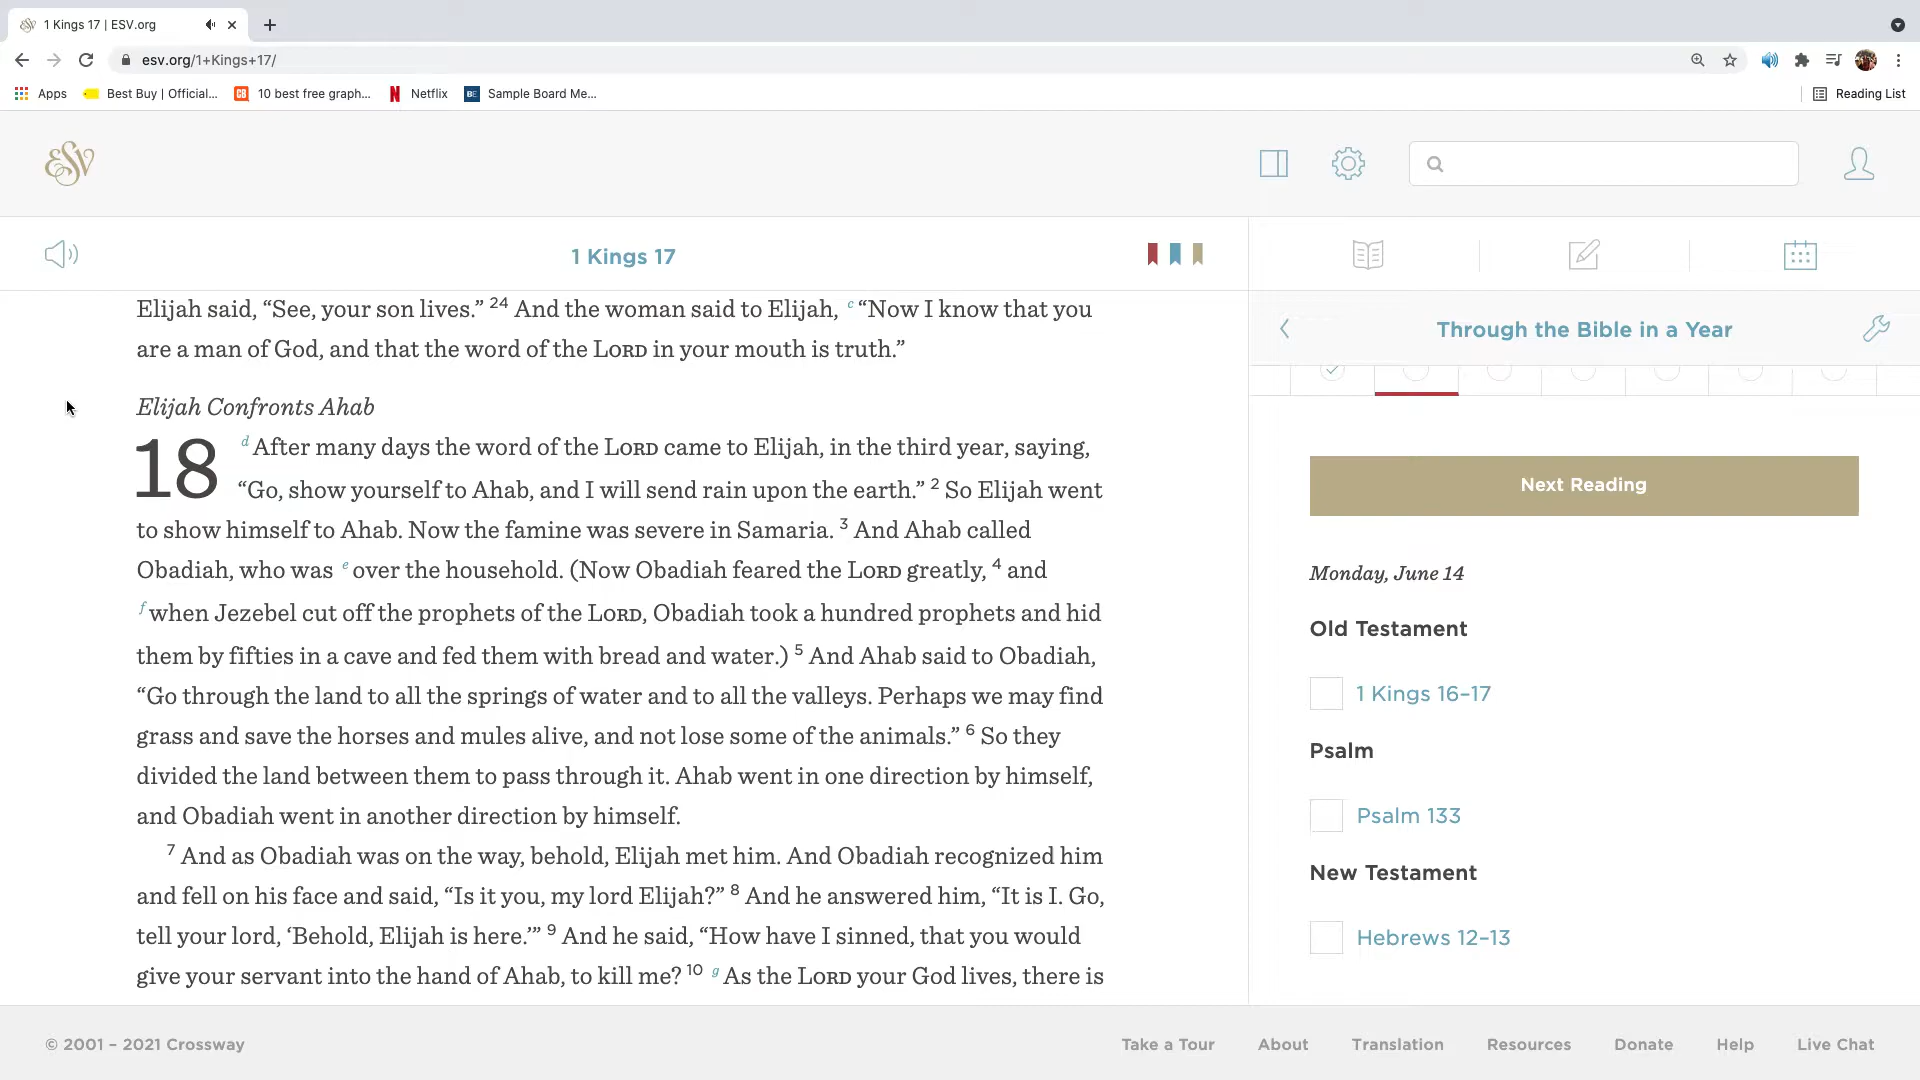 1 Kings 17 | ESV.org
esv.org/1+Kings+17/
Apps
Best Buy | Official...
CB
10 best free graph...
N
Netflix
BE
Sample Board Me...
Reading List
ESV
1 Kings 17
Elijah said, “See, your son lives.” 24 And the woman said to Elijah, c “Now I know that you
are a man of God, and that the word of the LORD in your mouth is truth.”
Elijah Confronts Ahab
18 d After many days the word of the LORD came to Elijah, in the third year, saying,
“Go, show yourself to Ahab, and I will send rain upon the earth.” 2 So Elijah went
to show himself to Ahab. Now the famine was severe in Samaria. 3 And Ahab called
Obadiah, who was e over the household. (Now Obadiah feared the LORD greatly, 4 and
f when Jezebel cut off the prophets of the LORD, Obadiah took a hundred prophets and hid
them by fifties in a cave and fed them with bread and water.) 5 And Ahab said to Obadiah,
“Go through the land to all the springs of water and to all the valleys. Perhaps we may find
grass and save the horses and mules alive, and not lose some of the animals.” 6 So they
divided the land between them to pass through it. Ahab went in one direction by himself,
and Obadiah went in another direction by himself.
7 And as Obadiah was on the way, behold, Elijah met him. And Obadiah recognized him
and fell on his face and said, “Is it you, my lord Elijah?” 8 And he answered him, “It is I. Go,
tell your lord, ‘Behold, Elijah is here.’” 9 And he said, “How have I sinned, that you would
give your servant into the hand of Ahab, to kill me? 10 g As the LORD your God lives, there is
Through the Bible in a Year
Next Reading
Monday, June 14
Old Testament
1 Kings 16–17
Psalm
Psalm 133
New Testament
Hebrews 12–13
© 2001 – 2021 Crossway
Take a Tour
About
Translation
Resources
Donate
Help
Live Chat